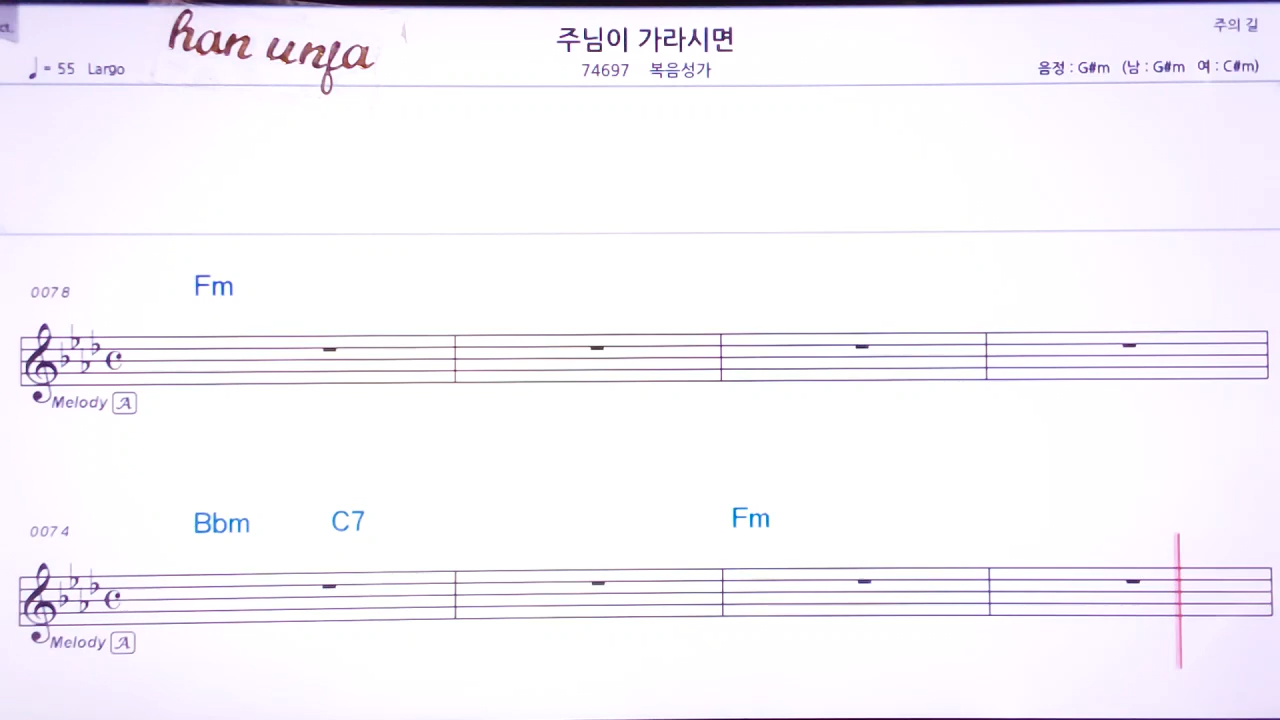 ct.
han unja
주님이 가라시면
주의 길
♩ = 55 Largo
74697 복음성가
음정 : G#m (남 : G#m 여 : C#m)
0078
Fm
Melody A
0074
Bbm C7 Fm
Melody A